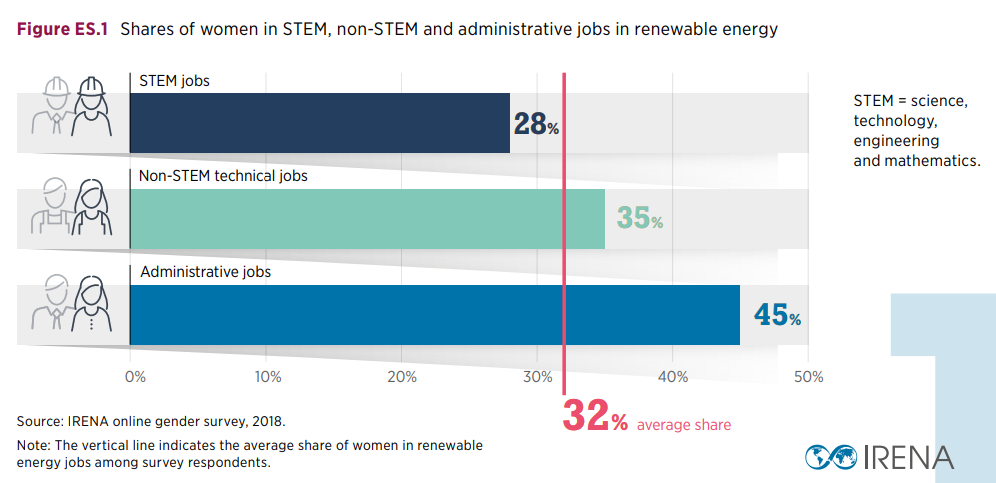 Figure ES.1 Shares of women in STEM, non-STEM and administrative jobs in renewable energy
STEM jobs
28%
Non-STEM technical jobs
35%
Administrative jobs
45%
0% 10% 20% 30% 40% 50%
32% average share
STEM = science,
technology,
engineering
and mathematics.
Source: IRENA online gender survey, 2018.
Note: The vertical line indicates the average share of women in renewable
energy jobs among survey respondents.
IRENA
1